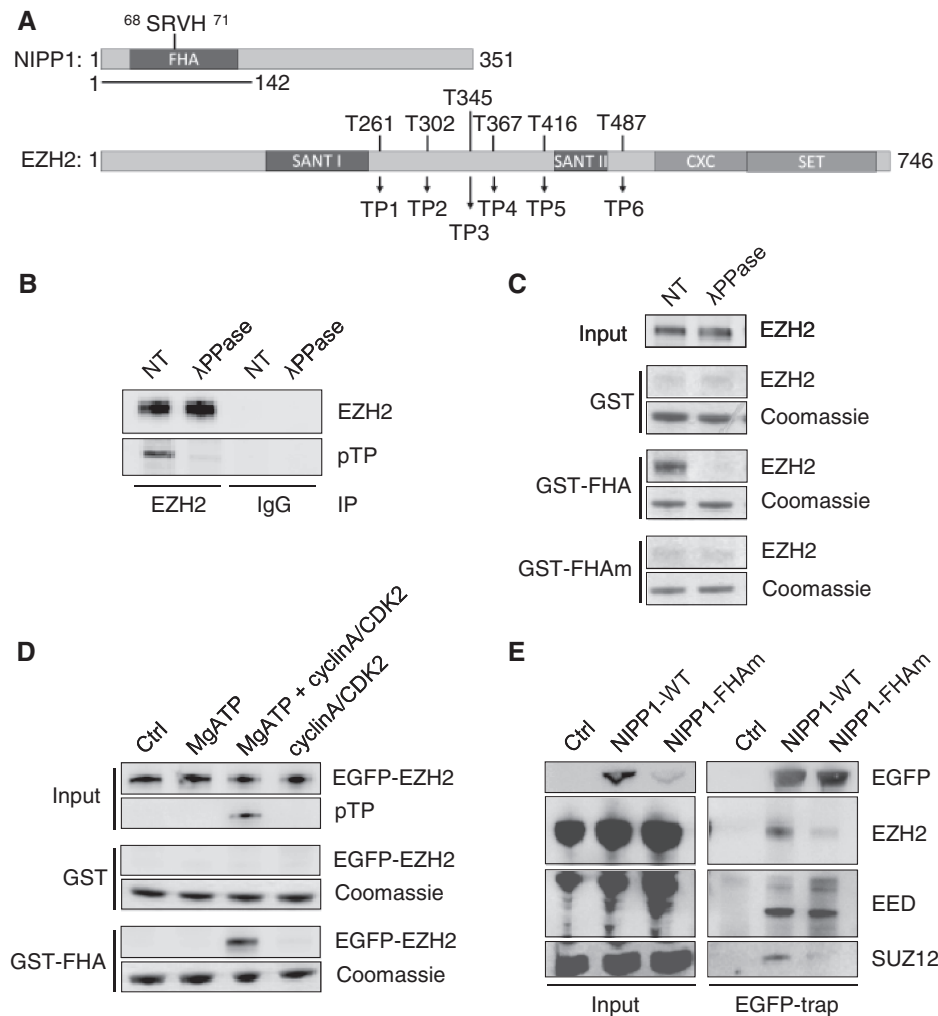 A
68 SRVH 71
NIPP1: 1 FHA 351
1 142
T345
T261 T302 T367 T416 T487
EZH2: 1 SANT I SANT II CXC SET 746
TP1 TP2 TP4 TP5 TP6
TP3
B
NT λPPase NT λPPase
EZH2
pTP
EZH2 IgG IP
C
NT λPPase
Input EZH2
GST EZH2
Coomassie
GST-FHA EZH2
Coomassie
GST-FHAm EZH2
Coomassie
D
Ctrl MgATP MgATP + cyclinA/CDK2 cyclinA/CDK2
Input EGFP-EZH2
pTP
GST EGFP-EZH2
Coomassie
GST-FHA EGFP-EZH2
Coomassie
E
Ctrl NIPP1-WT NIPP1-FHAm Ctrl NIPP1-WT NIPP1-FHAm
EGFP
EZH2
EED
SUZ12
Input EGFP-trap